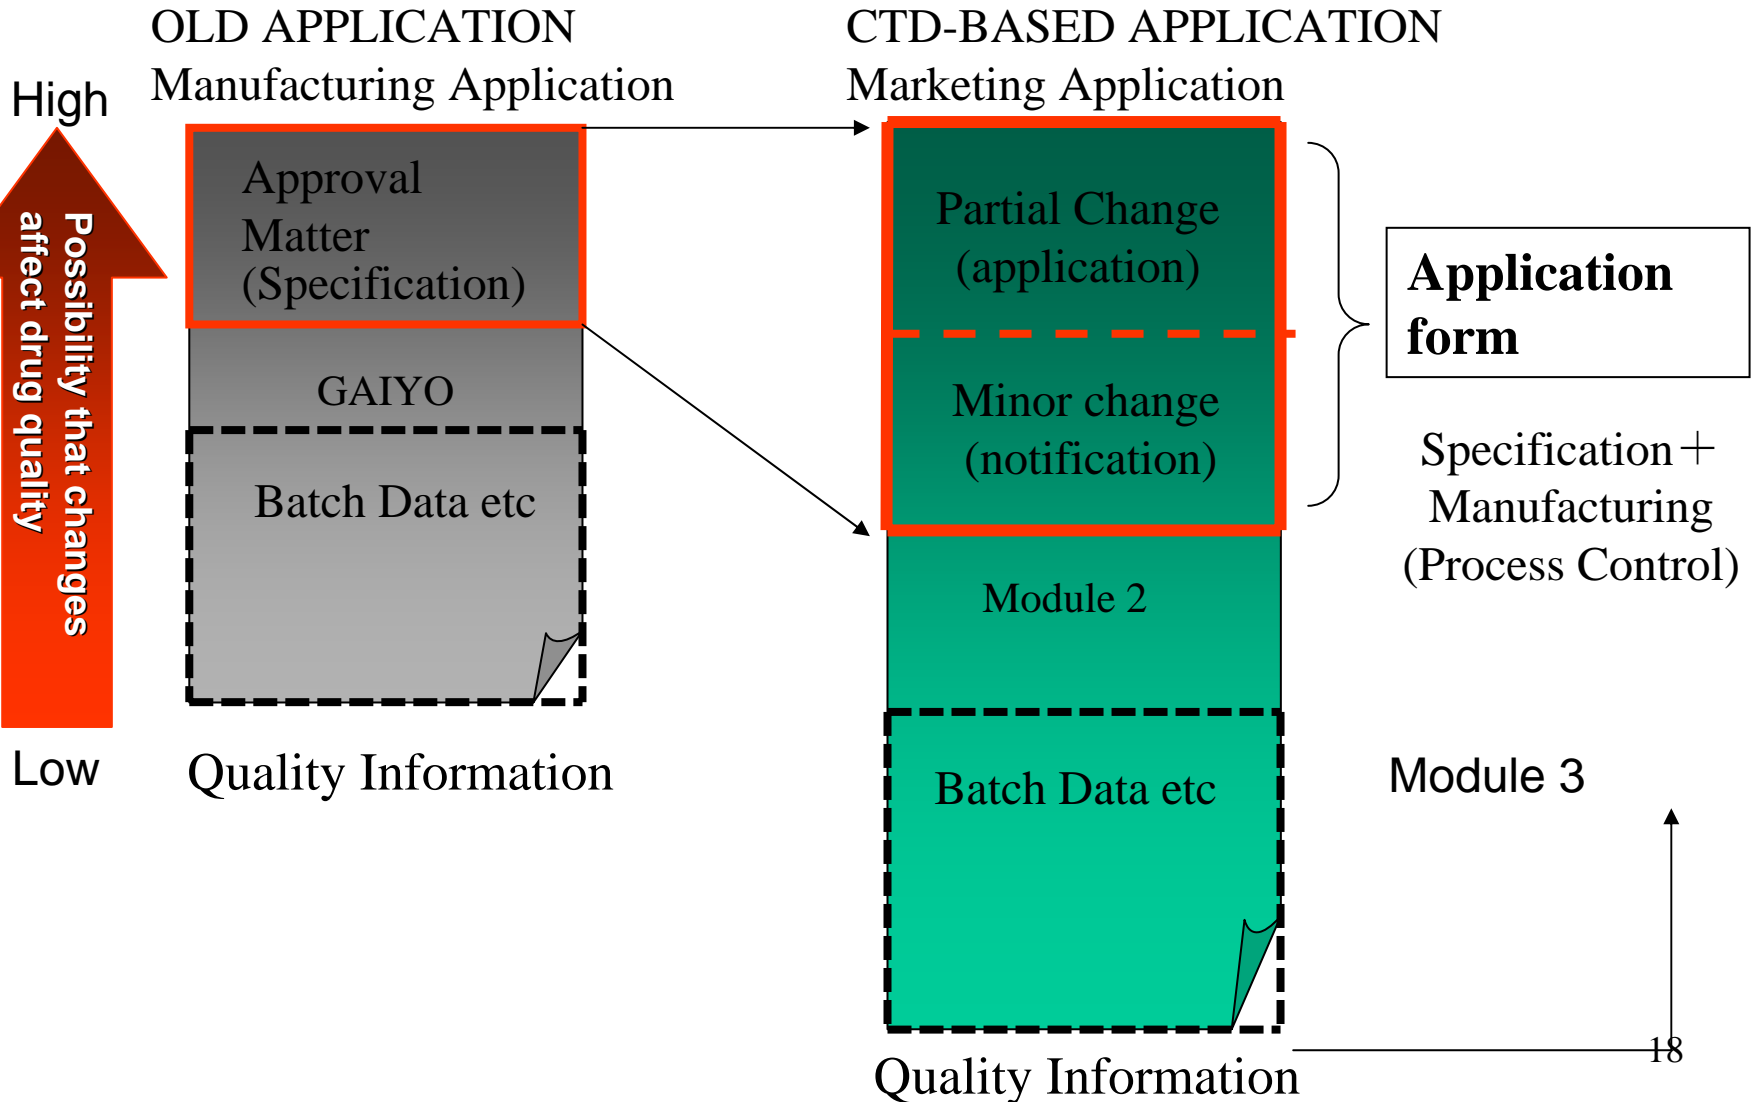 OLD APPLICATION
Manufacturing Application
CTD-BASED APPLICATION
Marketing Application
High
Possibility that changes
affect drug quality
Low
Approval
Matter
(Specification)
GAIYO
Batch Data etc
Quality Information
Partial Change
(application)
Minor change
(notification)
Module 2
Batch Data etc
Quality Information
Application
form
Specification＋
Manufacturing
(Process Control)
Module 3
18